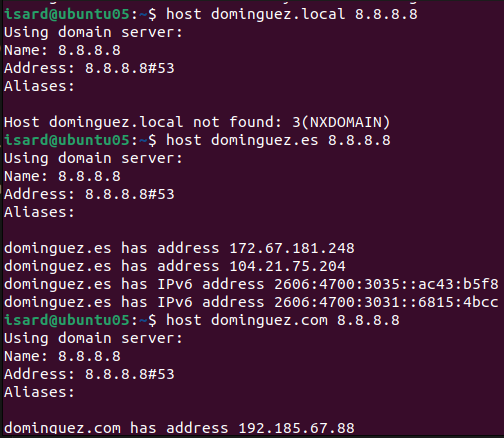 isard@ubuntu05:~$ host dominguez.local 8.8.8.8
Using domain server:
Name: 8.8.8.8
Address: 8.8.8.8#53
Aliases:

Host dominguez.local not found: 3(NXDOMAIN)
isard@ubuntu05:~$ host dominguez.es 8.8.8.8
Using domain server:
Name: 8.8.8.8
Address: 8.8.8.8#53
Aliases:

dominguez.es has address 172.67.181.248
dominguez.es has address 104.21.75.204
dominguez.es has IPv6 address 2606:4700:3035::ac43:b5f8
dominguez.es has IPv6 address 2606:4700:3031::6815:4bcc
isard@ubuntu05:~$ host dominguez.com 8.8.8.8
Using domain server:
Name: 8.8.8.8
Address: 8.8.8.8#53
Aliases:

dominguez.com has address 192.185.67.88